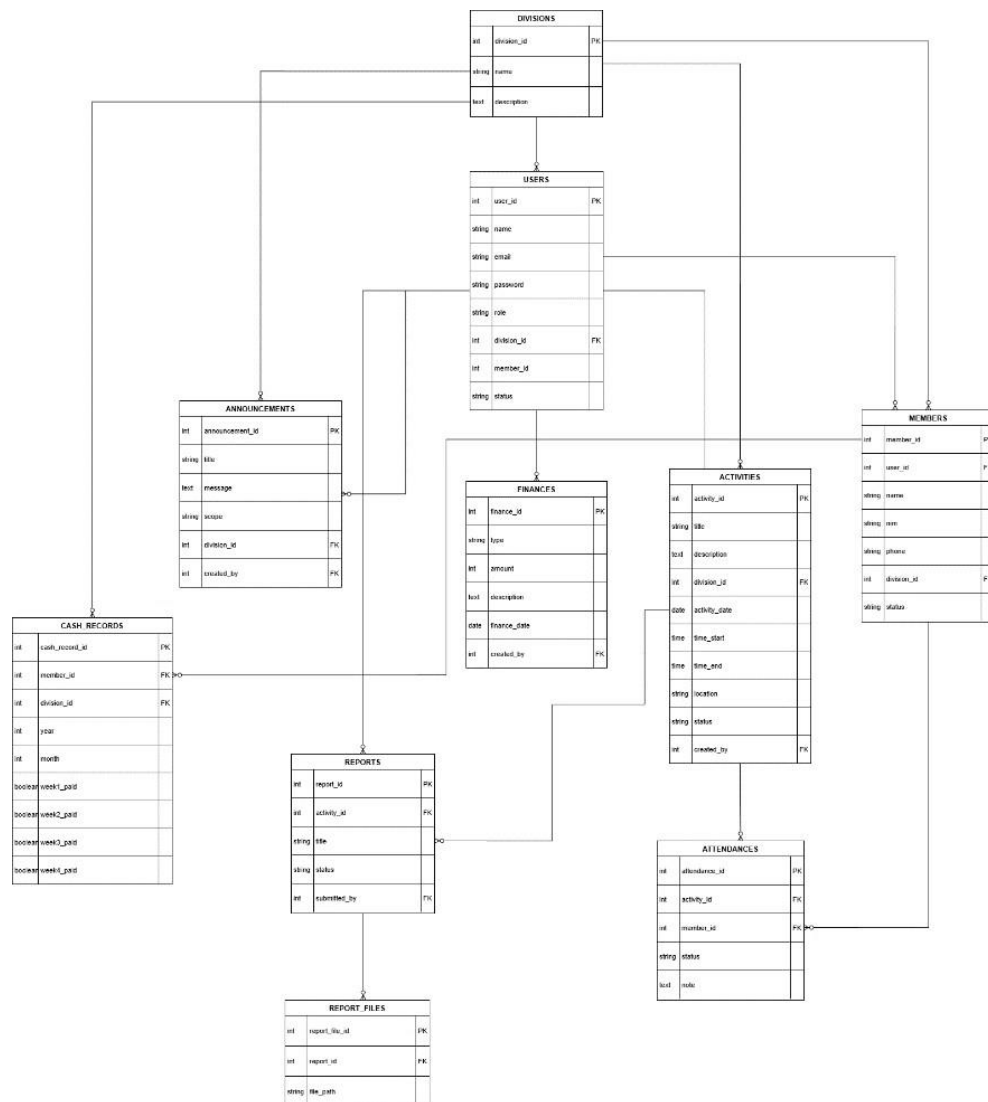 DIVISIONS
int division_id PK
string name
text description
USERS
int user_id PK
string name
string email
string password
string role
int division_id FK
int member_id
string status
ANNOUNCEMENTS
int announcement_id PK
string title
text message
string scope
int division_id FK
int created_by FK
FINANCES
int finance_id PK
string type
int amount
text description
date finance_date
int created_by FK
ACTIVITIES
int activity_id PK
string title
text description
int division_id FK
date activity_date
time time_start
time time_end
string location
string status
int created_by FK
MEMBERS
int member_id P
int user_id F
string name
string
string phone
int division_id F
string status
CASH_RECORDS
int cash_record_id PK
int member_id FK
int division_id FK
int year
int month
boolean week1_paid
boolean week2_paid
boolean week3_paid
boolean week4_paid
REPORTS
int report_id PK
int activity_id FK
string title
string status
int submitted_by FK
ATTENDANCES
int attendance_id PK
int activity_id FK
int member_id FK
string status
text note
REPORT_FILES
int report_file_id PK
int report_id FK
string file_path